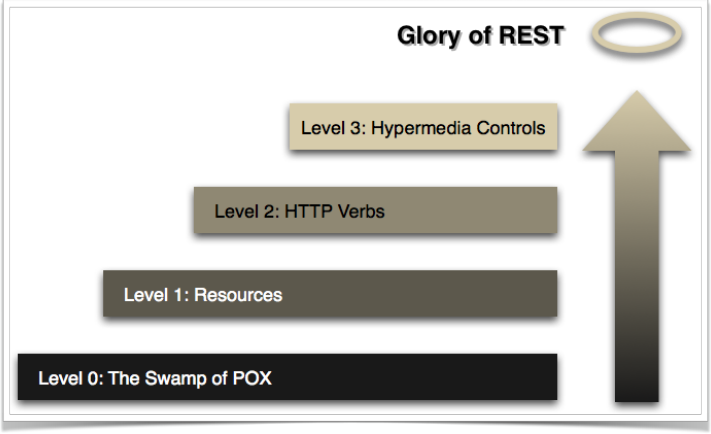 Glory of REST
Level 3: Hypermedia Controls
Level 2: HTTP Verbs
Level 1: Resources
Level 0: The Swamp of POX